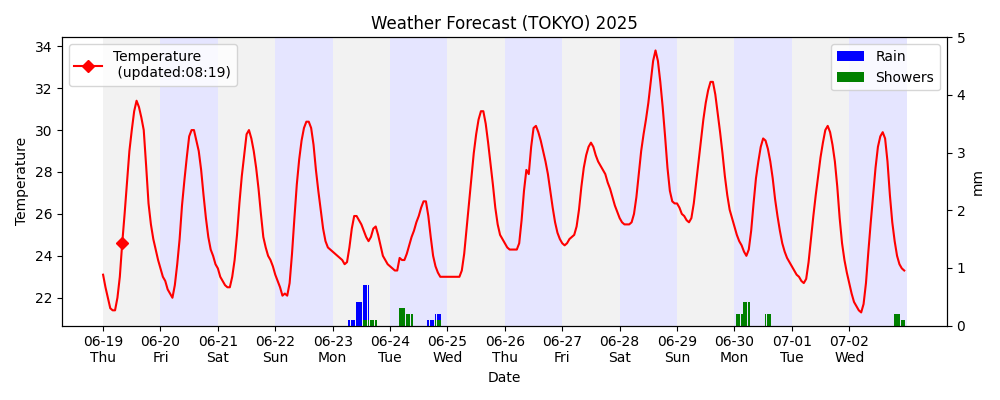 Weather Forecast (TOKYO) 2025
Temperature
(updated:08:19)
Rain
Showers
34
32
30
28
26
24
22
Temperature
5
4
3
2
1
0
mm
06-19 06-20 06-21 06-22 06-23 06-24 06-25 06-26 06-27 06-28 06-29 06-30 07-01 07-02
Thu Fri Sat Sun Mon Tue Wed Thu Fri Sat Sun Mon Tue Wed
Date